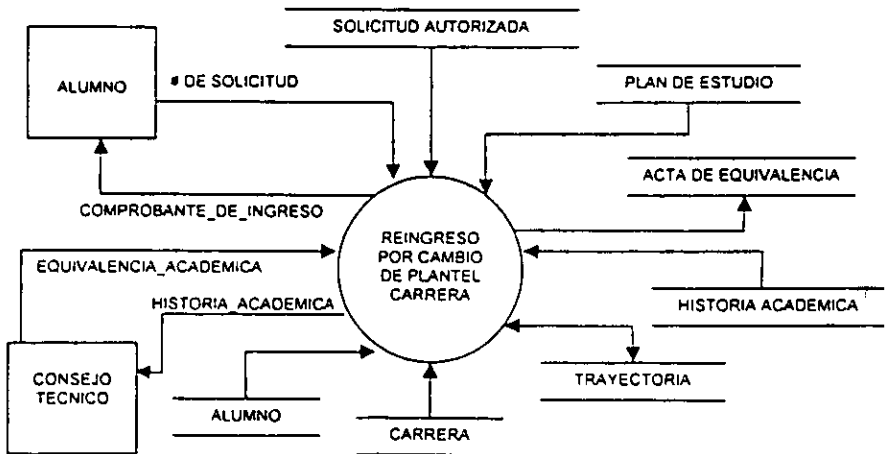 SOLICITUD AUTORIZADA
ALUMNO
# DE SOLICITUD
PLAN DE ESTUDIO
ACTA DE EQUIVALENCIA
COMPROBANTE_DE_INGRESO
REINGRESO
POR CAMBIO
DE PLANTEL
CARRERA
EQUIVALENCIA_ACADEMICA
HISTORIA_ACADEMICA
HISTORIA ACADEMICA
CONSEJO
TECNICO
TRAYECTORIA
ALUMNO
CARRERA